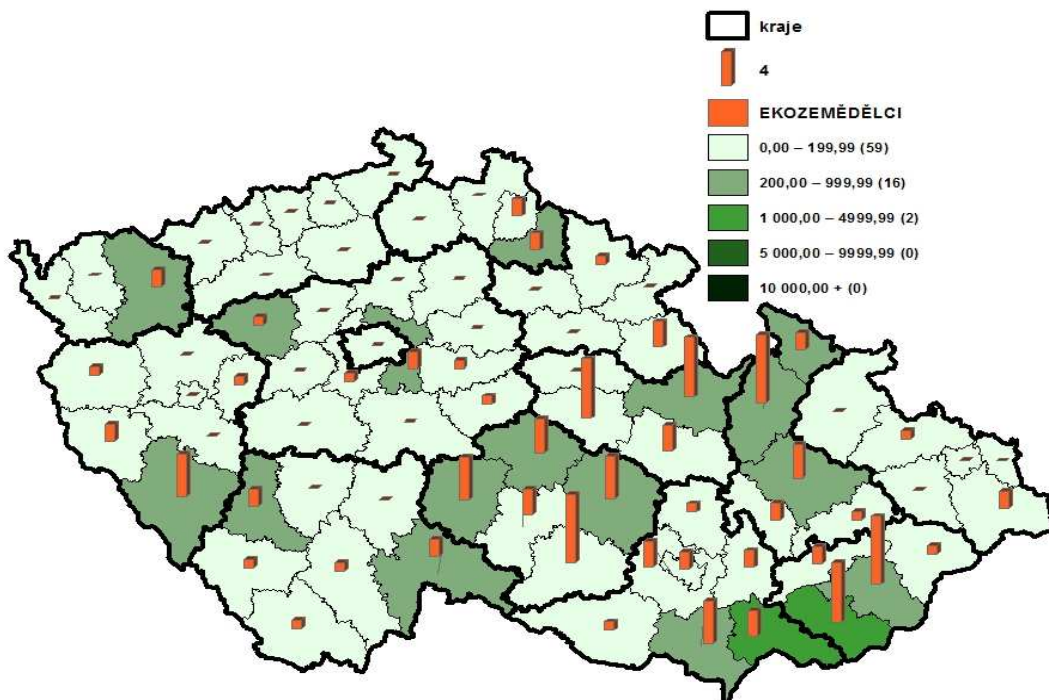 kraje
4
EKOZEMĚDĚLCI
0,00 – 199,99 (59)
200,00 – 999,99 (16)
1 000,00 – 4999,99 (2)
5 000,00 – 9999,99 (0)
10 000,00 + (0)